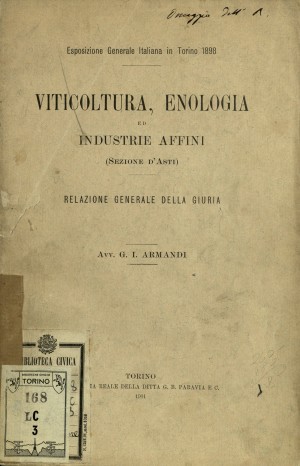 Omaggio dell'A.
Esposizione Generale Italiana in Torino 1898
VITICOLTURA, ENOLOGIA
ED
INDUSTRIE AFFINI
(SEZIONE D'ASTI)
RELAZIONE GENERALE DELLA GIURIA
AVV. G. I. ARMANDI
BIBLIOTECA CIVICA
TORINO
168
LC
3
TORINO
REALE DELLA DITTA G. B. PARAVIA E C.
1901